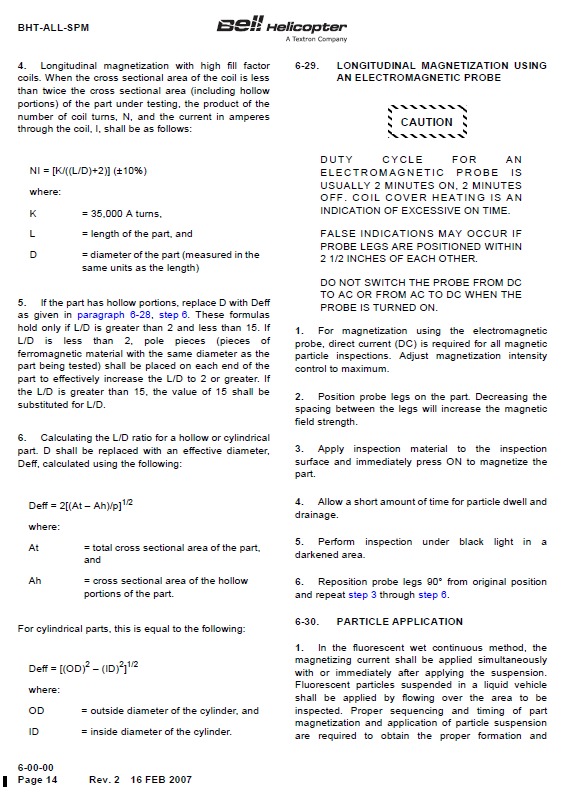 BHT-ALL-SPM
Bell Helicopter
A Textron Company
4. Longitudinal magnetization with high fill factor
coils. When the cross sectional area of the coil is less
than twice the cross sectional area (including hollow
portions) of the part under testing, the product of the
number of coil turns, N, and the current in amperes
through the coil, I, shall be as follows:
NI = [K/((L/D)+2)] (±10%)
where:
K = 35,000 A turns,
L = length of the part, and
D = diameter of the part (measured in the
same units as the length)
5. If the part has hollow portions, replace D with Deff
as given in paragraph 6-28, step 6. These formulas
hold only if L/D is greater than 2 and less than 15. If
L/D is less than 2, pole pieces (pieces of
ferromagnetic material with the same diameter as the
part being tested) shall be placed on each end of the
part to effectively increase the L/D to 2 or greater. If
the L/D is greater than 15, the value of 15 shall be
substituted for L/D.
6. Calculating the L/D ratio for a hollow or cylindrical
part. D shall be replaced with an effective diameter,
Deff, calculated using the following:
Deff = 2[(At – Ah)/p]1/2
where:
At = total cross sectional area of the part,
and
Ah = cross sectional area of the hollow
portions of the part.
For cylindrical parts, this is equal to the following:
Deff = [(OD)2 – (ID)2]1/2
where:
OD = outside diameter of the cylinder, and
ID = inside diameter of the cylinder.
6-29. LONGITUDINAL MAGNETIZATION USING
AN ELECTROMAGNETIC PROBE
CAUTION
DUTY CYCLE FOR AN
ELECTROMAGNETIC PROBE IS
USUALLY 2 MINUTES ON, 2 MINUTES
OFF. COIL COVER HEATING IS AN
INDICATION OF EXCESSIVE ON TIME.
FALSE INDICATIONS MAY OCCUR IF
PROBE LEGS ARE POSITIONED WITHIN
2 1/2 INCHES OF EACH OTHER.
DO NOT SWITCH THE PROBE FROM DC
TO AC OR FROM AC TO DC WHEN THE
PROBE IS TURNED ON.
1. For magnetization using the electromagnetic
probe, direct current (DC) is required for all magnetic
particle inspections. Adjust magnetization intensity
control to maximum.
2. Position probe legs on the part. Decreasing the
spacing between the legs will increase the magnetic
field strength.
3. Apply inspection material to the inspection
surface and immediately press ON to magnetize the
part.
4. Allow a short amount of time for particle dwell and
drainage.
5. Perform inspection under black light in a
darkened area.
6. Reposition probe legs 90° from original position
and repeat step 3 through step 6.
6-30. PARTICLE APPLICATION
1. In the fluorescent wet continuous method, the
magnetizing current shall be applied simultaneously
with or immediately after applying the suspension.
Fluorescent particles suspended in a liquid vehicle
shall be applied by flowing over the area to be
inspected. Proper sequencing and timing of part
magnetization and application of particle suspension
are required to obtain the proper formation and
6-00-00
Page 14 Rev. 2 16 FEB 2007